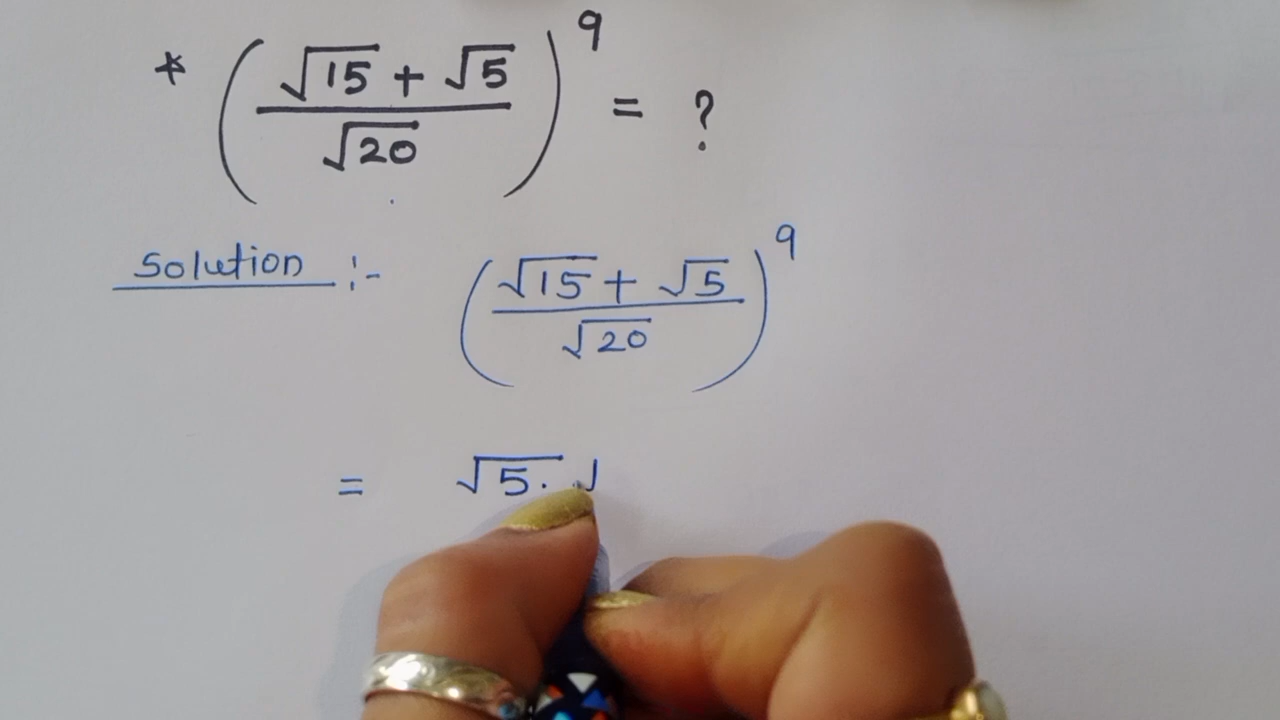 * ( (√15 + √5) / √20 )^9 = ?
Solution :- ( (√15 + √5) / √20 )^9
= √5. √